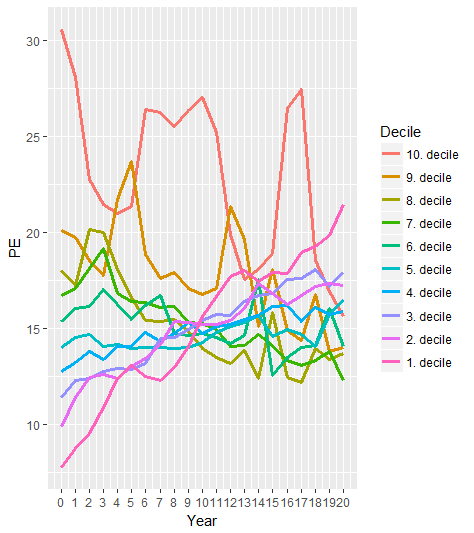 30
25
20
15
10
PE
0 1 2 3 4 5 6 7 8 9 10 11 12 13 14 15 16 17 18 19 20
Year
Decile
10. decile
9. decile
8. decile
7. decile
6. decile
5. decile
4. decile
3. decile
2. decile
1. decile